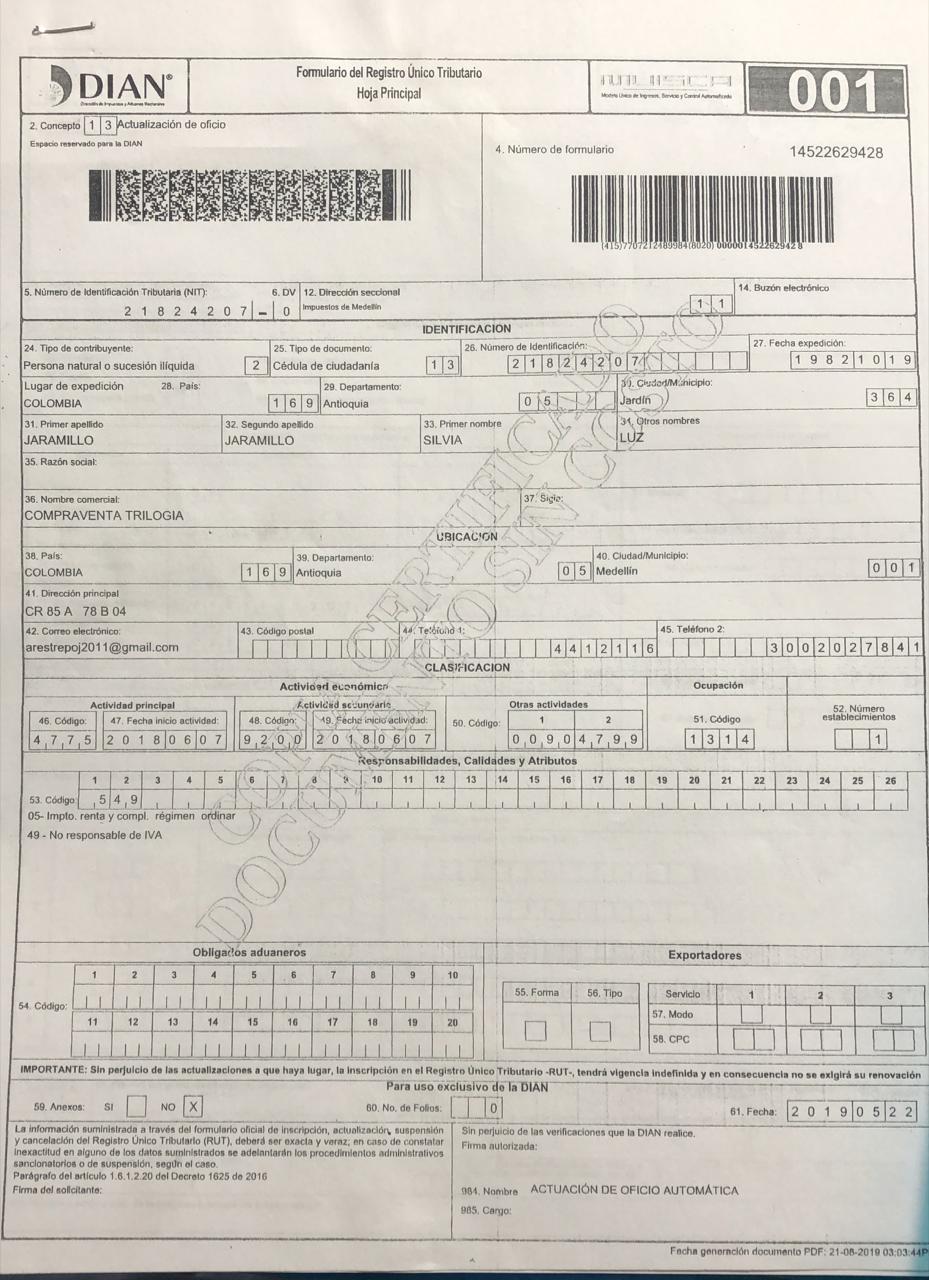 DIAN®
Dirección de Impuestos y Aduanas Nacionales
Formulario del Registro Único Tributario
Hoja Principal
MUISCA
Modelo Único de Ingresos, Servicio y Control Automatizado
001
2. Concepto 1 3 Actualización de oficio
Espacio reservado para la DIAN
4. Número de formulario 14522629428
(415)7707212489984(8020) 0000014522629428
5. Número de Identificación Tributaria (NIT): 6. DV 12. Dirección seccional 14. Buzón electrónico
2 1 8 2 4 2 0 7 - 0 Impuestos de Medellín 1 1
IDENTIFICACION
24. Tipo de contribuyente: 25. Tipo de documento: 26. Número de Identificación: 27. Fecha expedición:
Persona natural o sucesión ilíquida 2 Cédula de ciudadanía 1 3 2 1 8 2 4 2 0 7 1 9 8 2 1 0 1 9
Lugar de expedición 28. País: 29. Departamento: 30. Ciudad/Municipio:
COLOMBIA 1 6 9 Antioquia 0 5 Jardín 3 6 4
31. Primer apellido 32. Segundo apellido 33. Primer nombre 34. Otros nombres
JARAMILLO JARAMILLO SILVIA LUZ
35. Razón social:
36. Nombre comercial: 37. Sigla:
COMPRAVENTA TRILOGIA
UBICACION
38. País: 39. Departamento: 40. Ciudad/Municipio:
COLOMBIA 1 6 9 Antioquia 0 5 Medellín 0 0 1
41. Dirección principal
CR 85 A 78 B 04
42. Correo electrónico: 43. Código postal 44. Teléfono 1: 45. Teléfono 2:
arestrepoj2011@gmail.com 4 4 1 2 1 1 6 3 0 0 2 0 2 7 8 4 1
CLASIFICACION
Actividad económica Ocupación
Actividad principal Actividad secundaria Otras actividades 52. Número establecimientos
46. Código: 47. Fecha inicio actividad: 48. Código: 49. Fecha inicio actividad: 50. Código: 1 2 51. Código
4 7 7 5 2 0 1 8 0 6 0 7 9 2 0 0 2 0 1 8 0 6 0 7 0 0 9 0 4 7 9 9 1 3 1 4 1
Responsabilidades, Calidades y Atributos
1 2 3 4 5 6 7 8 9 10 11 12 13 14 15 16 17 18 19 20 21 22 23 24 25 26
53. Código: 5 4 9
05- Impto. renta y compl. régimen ordinar
49 - No responsable de IVA
COPIA CERTIFICADO
DOCUMENTO SIN COSTO
Obligados aduaneros Exportadores
1 2 3 4 5 6 7 8 9 10
54. Código:
11 12 13 14 15 16 17 18 19 20
55. Forma 56. Tipo Servicio 1 2 3
57. Modo
58. CPC
IMPORTANTE: Sin perjuicio de las actualizaciones a que haya lugar, la inscripción en el Registro Único Tributario -RUT-, tendrá vigencia indefinida y en consecuencia no se exigirá su renovación
Para uso exclusivo de la DIAN
59. Anexos: SI NO X 60. No. de Folios: 0 61. Fecha: 2 0 1 9 0 5 2 2
La información suministrada a través del formulario oficial de inscripción, actualización, suspensión
y cancelación del Registro Único Tributario (RUT), deberá ser exacta y veraz; en caso de constatar
inexactitud en alguno de los datos suministrados se adelantarán los procedimientos administrativos
sancionatorios o de suspensión, según el caso.
Parágrafo del artículo 1.6.1.2.20 del Decreto 1625 de 2016
Firma del solicitante:
Sin perjuicio de las verificaciones que la DIAN realice.
Firma autorizada:
984. Nombre ACTUACIÓN DE OFICIO AUTOMÁTICA
985. Cargo:
Fecha generación documento PDF: 21-08-2019 03:03:44P